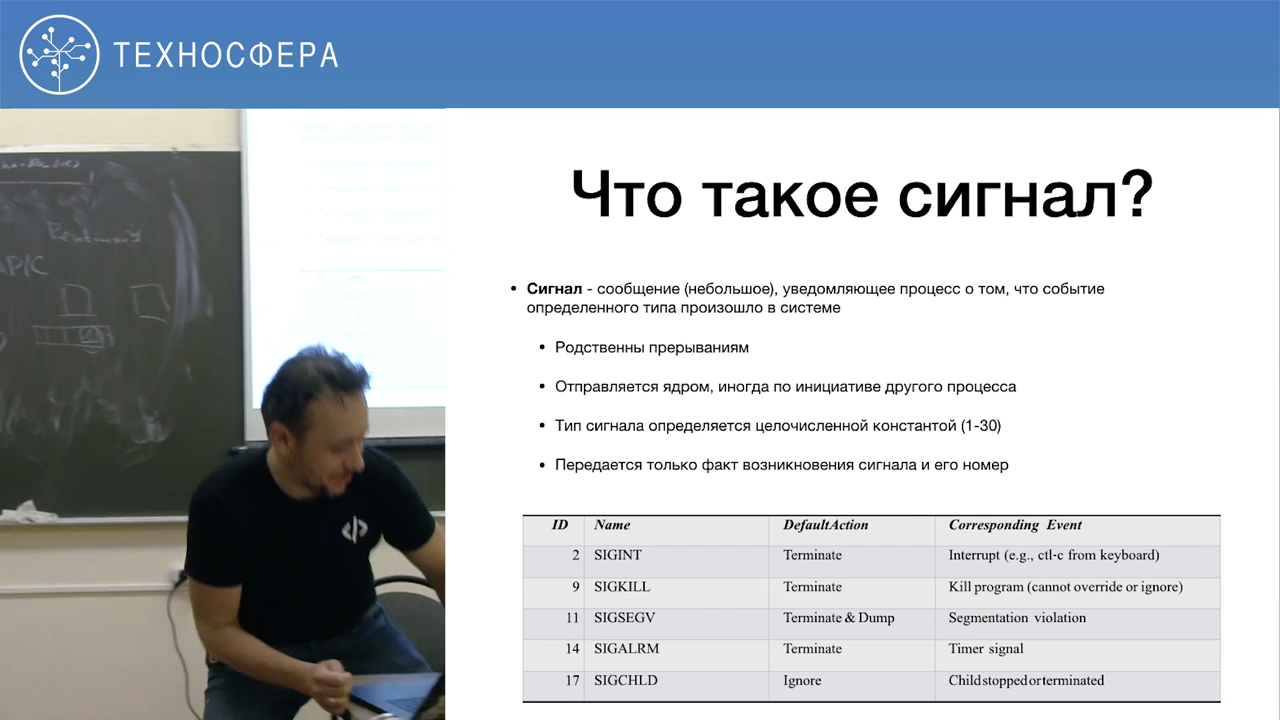 ТЕХНОСФЕРА
Что такое сигнал?
• Сигнал - сообщение (небольшое), уведомляющее процесс о том, что событие
определенного типа произошло в системе
• Родственны прерываниям
• Отправляется ядром, иногда по инициативе другого процесса
• Тип сигнала определяется целочисленной константой (1-30)
• Передается только факт возникновения сигнала и его номер
ID Name Default Action Corresponding Event
2 SIGINT Terminate Interrupt (e.g., ctl-c from keyboard)
9 SIGKILL Terminate Kill program (cannot override or ignore)
11 SIGSEGV Terminate & Dump Segmentation violation
14 SIGALRM Terminate Timer signal
17 SIGCHLD Ignore Child stopped or terminated